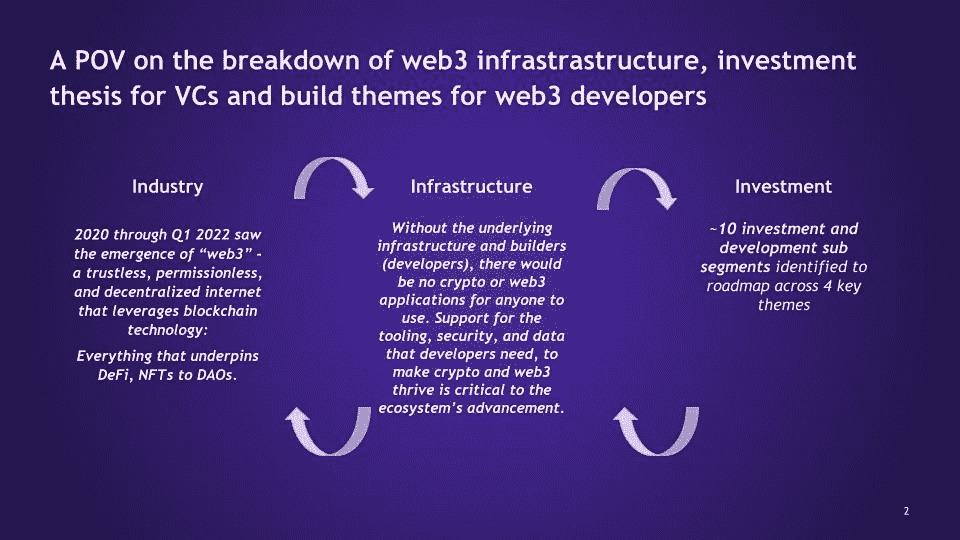 A POV on the breakdown of web3 infrastrastructure, investment
thesis for VCs and build themes for web3 developers
Industry
2020 through Q1 2022 saw
the emergence of “web3” -
a trustless, permissionless,
and decentralized internet
that leverages blockchain
technology:
Everything that underpins
DeFi, NFTs to DAOs.
Infrastructure
Without the underlying
infrastructure and builders
(developers), there would
be no crypto or web3
applications for anyone to
use. Support for the
tooling, security, and data
that developers need, to
make crypto and web3
thrive is critical to the
ecosystem’s advancement.
Investment
~10 investment and
development sub
segments identified to
roadmap across 4 key
themes
2